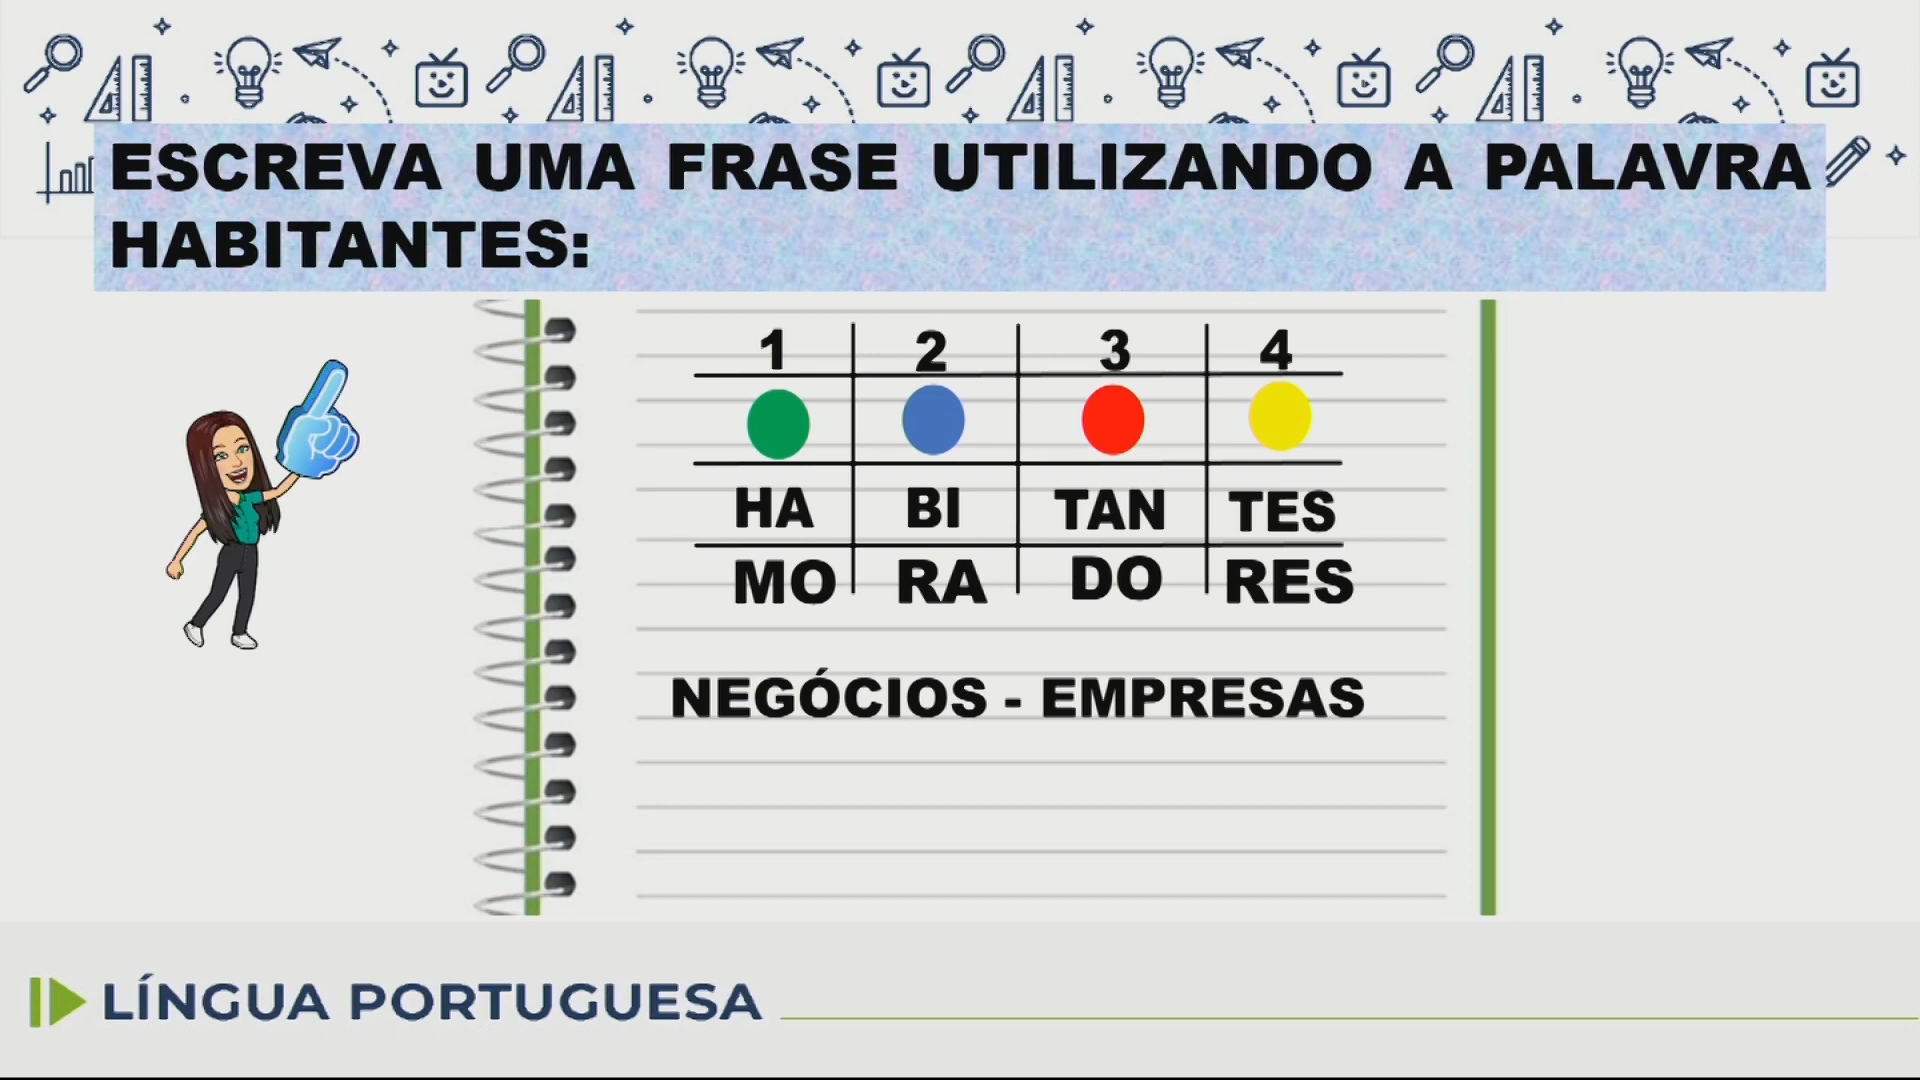 ESCREVA UMA FRASE UTILIZANDO A PALAVRA
HABITANTES:
1 2 3 4
HA BI TAN TES
MO RA DO RES
NEGÓCIOS - EMPRESAS
LÍNGUA PORTUGUESA